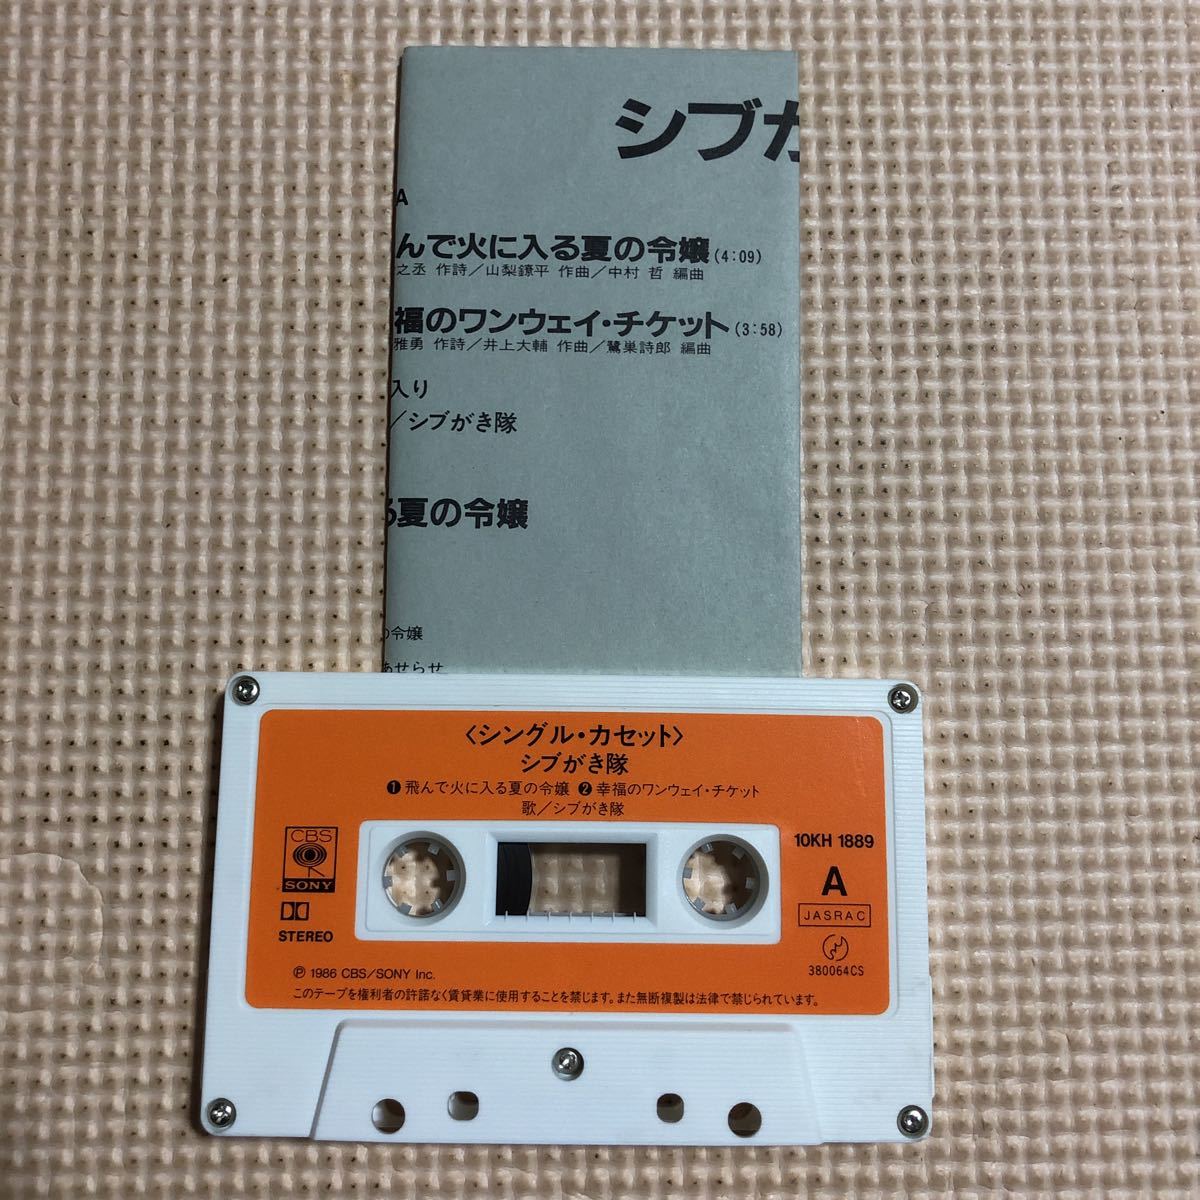 シブカ
A
んで火に入る夏の令嬢(4:09)
之丞 作詩／山梨鐐平 作曲／中村 哲 編曲
福のワンウェイ・チケット(3:58)
雅勇 作詩／井上大輔 作曲／鷺巣詩郎 編曲
入り
／シブがき隊
る夏の令嬢
の令嬢
あせらせ
〈シングル・カセット〉
シブがき隊
❶ 飛んで火に入る夏の令嬢 ❷ 幸福のワンウェイ・チケット
歌／シブがき隊
CBS
SONY
STEREO
10KH 1889
A
JASRAC
380064CS
Ⓟ 1986 CBS/SONY Inc.
このテープを権利者の許諾なく賃貸業に使用することを禁じます。また無断複製は法律で禁じられています。